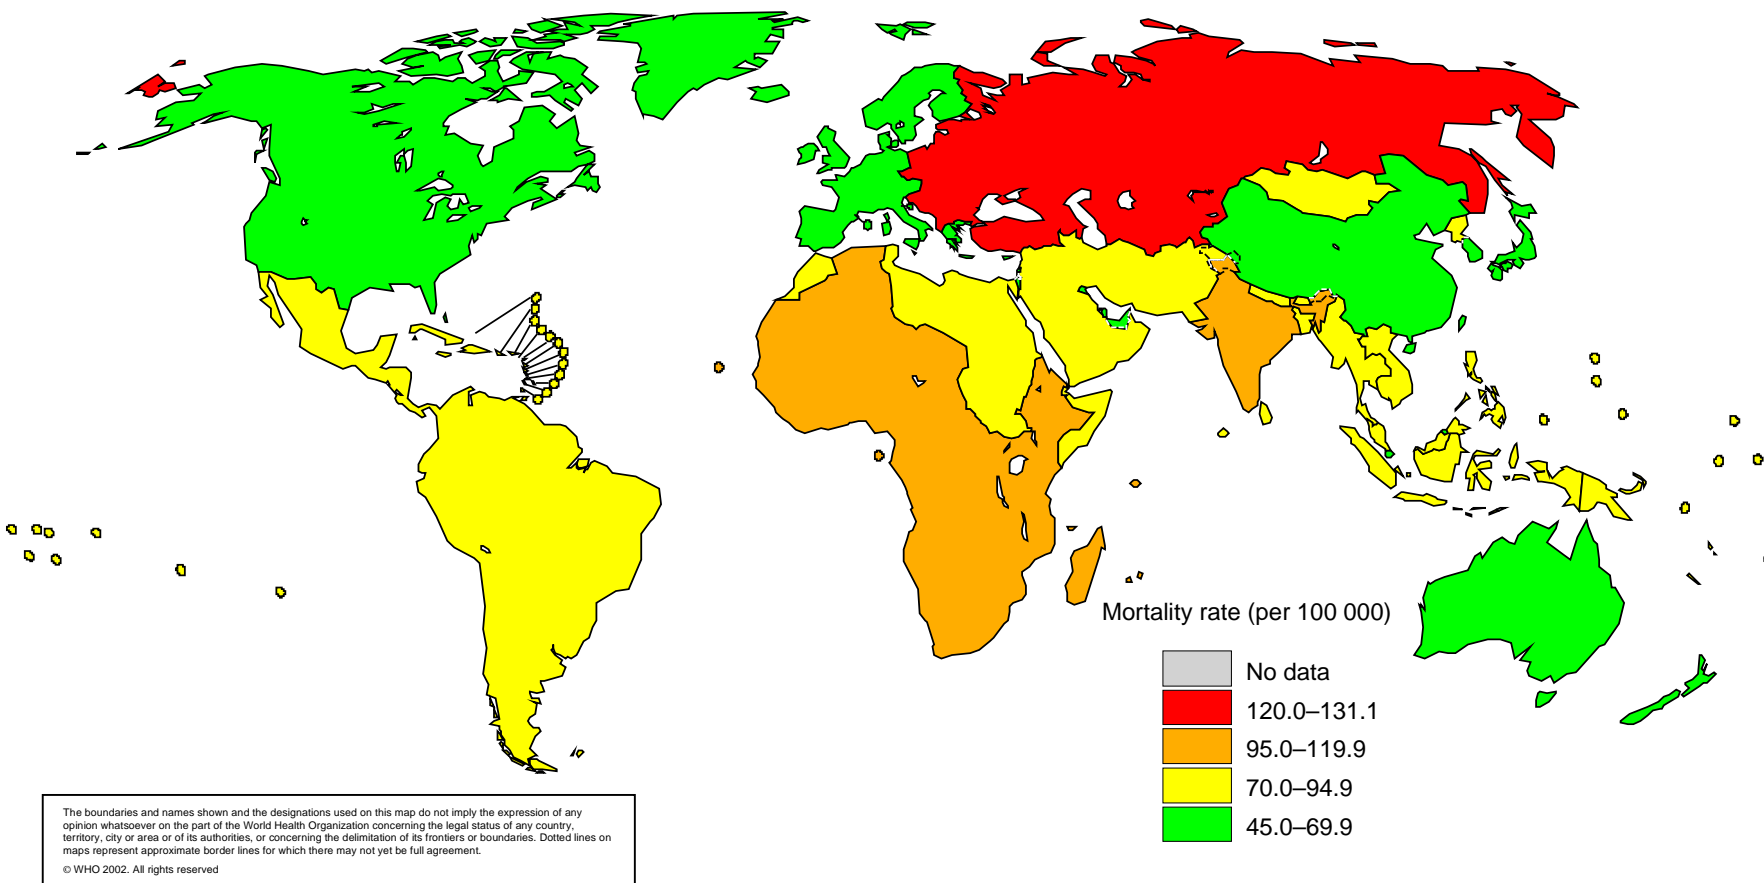 Mortality rate (per 100 000)
No data
120.0–131.1
95.0–119.9
70.0–94.9
45.0–69.9
The boundaries and names shown and the designations used on this map do not imply the expression of any
opinion whatsoever on the part of the World Health Organization concerning the legal status of any country,
territory, city or area or of its authorities, or concerning the delimitation of its frontiers or boundaries. Dotted lines on
maps represent approximate border lines for which there may not yet be full agreement.
© WHO 2002. All rights reserved